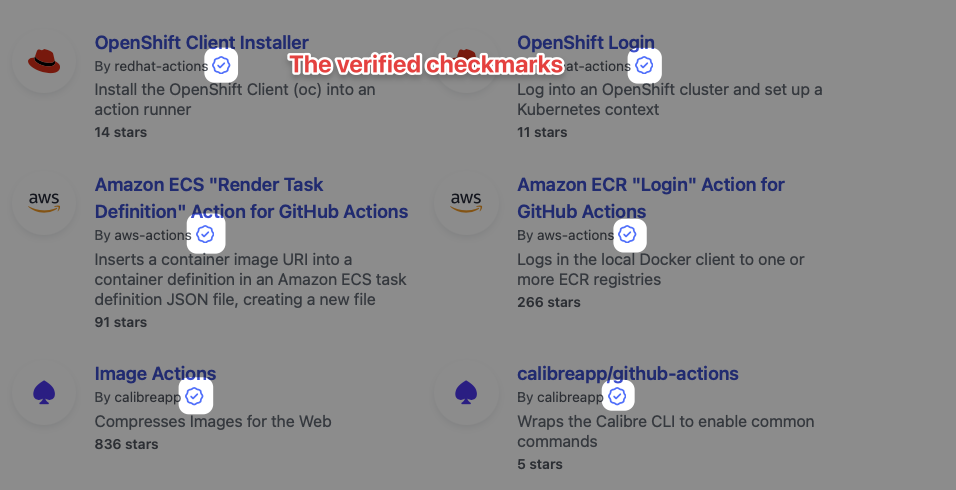 OpenShift Client Installer
By redhat-actions
Install the OpenShift Client (oc) into an
action runner
14 stars
The verified checkmarks
OpenShift Login
at-actions
Log into an OpenShift cluster and set up a
Kubernetes context
11 stars
aws
Amazon ECS "Render Task
Definition" Action for GitHub Actions
By aws-actions
Inserts a container image URI into a
container definition in an Amazon ECS task
definition JSON file, creating a new file
91 stars
aws
Amazon ECR "Login" Action for
GitHub Actions
By aws-actions
Logs in the local Docker client to one or
more ECR registries
266 stars
Image Actions
By calibreapp
Compresses Images for the Web
836 stars
calibreapp/github-actions
By calibreapp
Wraps the Calibre CLI to enable common
commands
5 stars